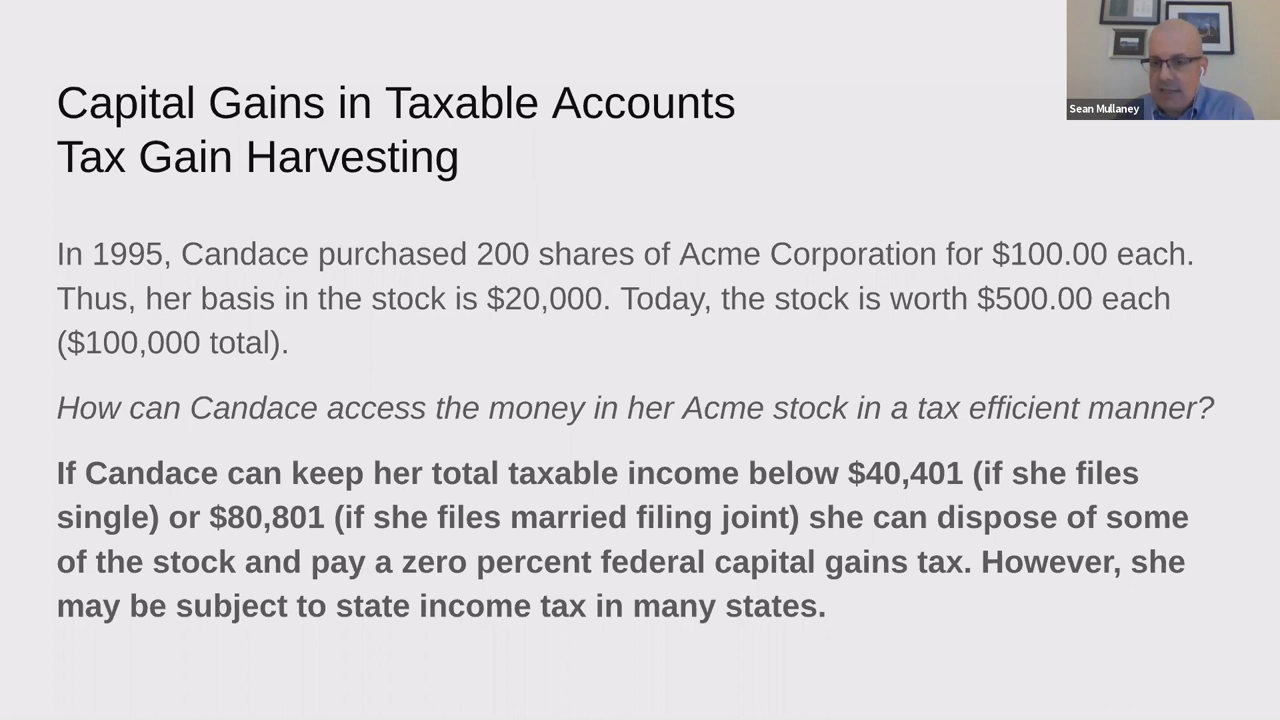 Capital Gains in Taxable Accounts
Tax Gain Harvesting
Sean Mullaney
In 1995, Candace purchased 200 shares of Acme Corporation for $100.00 each.
Thus, her basis in the stock is $20,000. Today, the stock is worth $500.00 each
($100,000 total).
How can Candace access the money in her Acme stock in a tax efficient manner?
If Candace can keep her total taxable income below $40,401 (if she files
single) or $80,801 (if she files married filing joint) she can dispose of some
of the stock and pay a zero percent federal capital gains tax. However, she
may be subject to state income tax in many states.